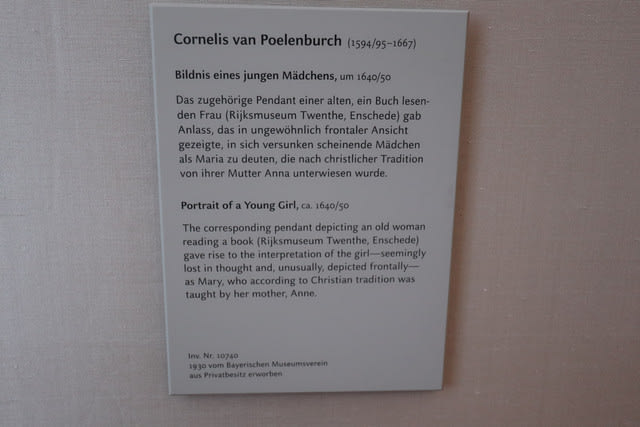 Cornelis van Poelenburch (1594/95–1667)
Bildnis eines jungen Mädchens, um 1640/50
Das zugehörige Pendant einer alten, ein Buch lesen-
den Frau (Rijksmuseum Twenthe, Enschede) gab
Anlass, das in ungewöhnlich frontaler Ansicht
gezeigte, in sich versunken scheinende Mädchen
als Maria zu deuten, die nach christlicher Tradition
von ihrer Mutter Anna unterwiesen wurde.
Portrait of a Young Girl, ca. 1640/50
The corresponding pendant depicting an old woman
reading a book (Rijksmuseum Twenthe, Enschede)
gave rise to the interpretation of the girl—seemingly
lost in thought and, unusually, depicted frontally—
as Mary, who according to Christian tradition was
taught by her mother, Anne.
Inv. Nr. 10740
1930 vom Bayerischen Museumsverein
aus Privatbesitz erworben